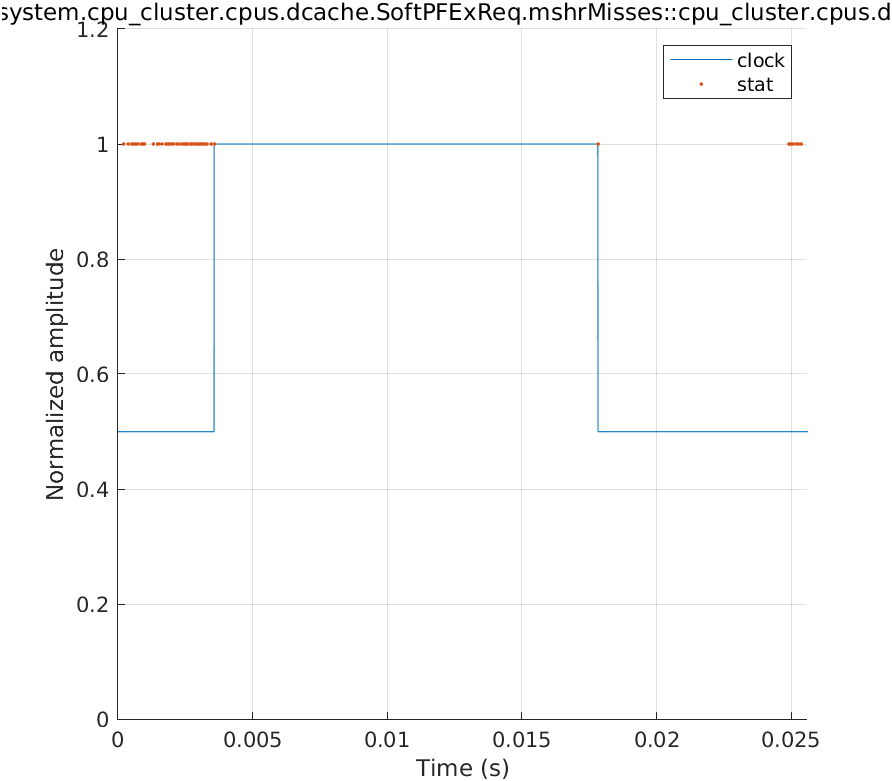 system.cpu_cluster.cpus.dcache.SoftPFExReq.mshrMisses::cpu_cluster.cpus.d
1.2
1
0.8
0.6
0.4
0.2
0
Normalized amplitude
clock
stat
0 0.005 0.01 0.015 0.02 0.025
Time (s)